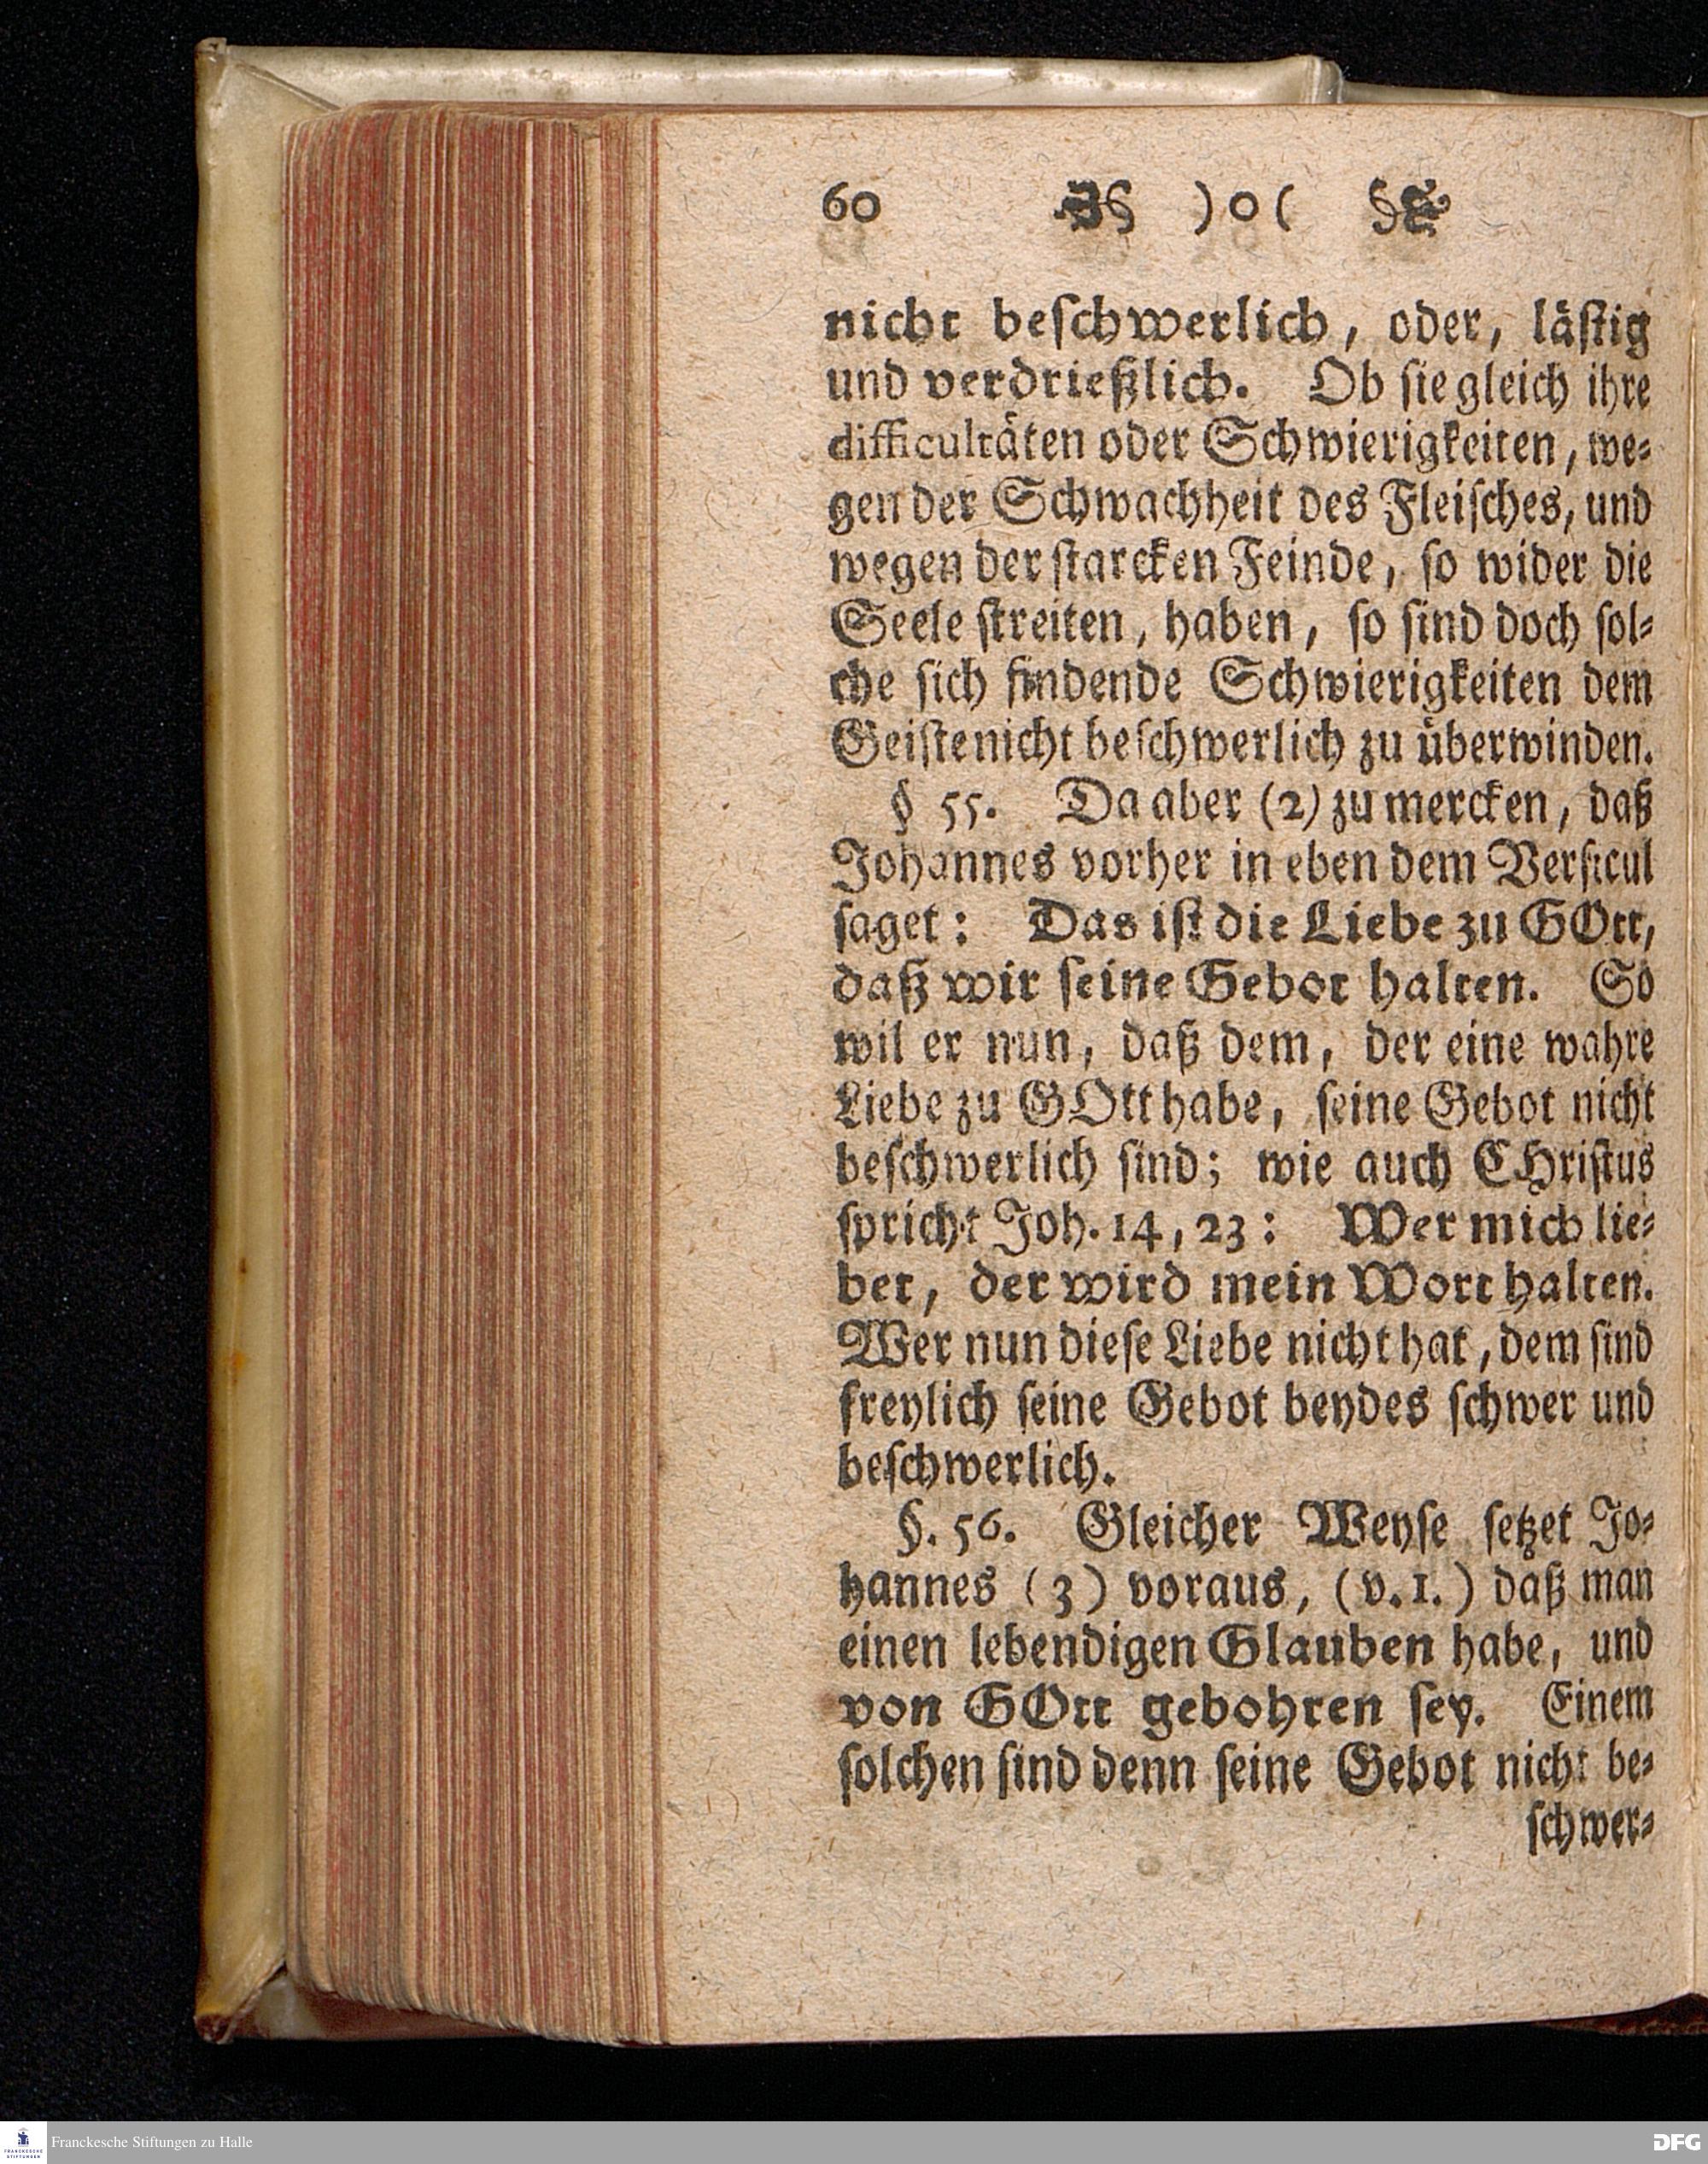 60 )o(
nicht beſchwerlich, oder, läſtig
und verdrießlich. Ob ſie gleich ihre
difficultäten oder Schwierigkeiten, we-
gen der Schwachheit des Fleiſches, und
wegen der ſtarcken Feinde, ſo wider die
Seele ſtreiten, haben, ſo ſind doch ſol-
che ſich findende Schwierigkeiten dem
Geiſte nicht beſchwerlich zu überwinden.
§ 55. Da aber (2) zu mercken, daß
Johannes vorher in eben dem Verſicul
ſaget: Das iſt die Liebe zu GOtt,
daß wir ſeine Gebot halten. So
wil er nun, daß dem, der eine wahre
Liebe zu GOtt habe, ſeine Gebot nicht
beſchwerlich ſind; wie auch CHriſtus
ſpricht Joh. 14, 23: Wer mich lie-
bet, der wird mein Wort halten.
Wer nun dieſe Liebe nicht hat, dem ſind
freylich ſeine Gebot beydes ſchwer und
beſchwerlich.
§. 56. Gleicher Weyſe ſetzet Jo-
hannes (3) voraus, (v. 1.) daß man
einen lebendigen Glauben habe, und
von GOtt gebohren ſey. Einem
ſolchen ſind denn ſeine Gebot nicht be-
ſchwer-
FRANCKESCHE
STIFTUNGEN
Franckesche Stiftungen zu Halle
DFG